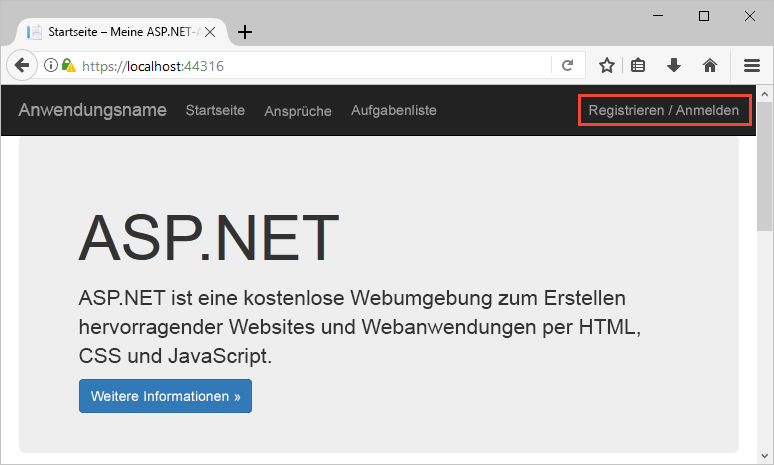 Startseite – Meine ASP.NET-A
https://localhost:44316
Anwendungsname Startseite Ansprüche Aufgabenliste Registrieren / Anmelden
ASP.NET
ASP.NET ist eine kostenlose Webumgebung zum Erstellen
hervorragender Websites und Webanwendungen per HTML,
CSS und JavaScript.
Weitere Informationen »